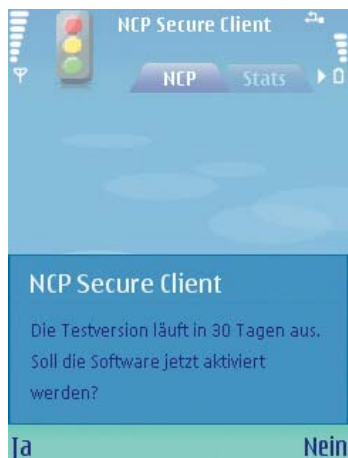 NCP Secure Client
NCP Stats
NCP Secure Client
Die Testversion läuft in 30 Tagen aus.
Soll die Software jetzt aktiviert
werden?
Ja Nein